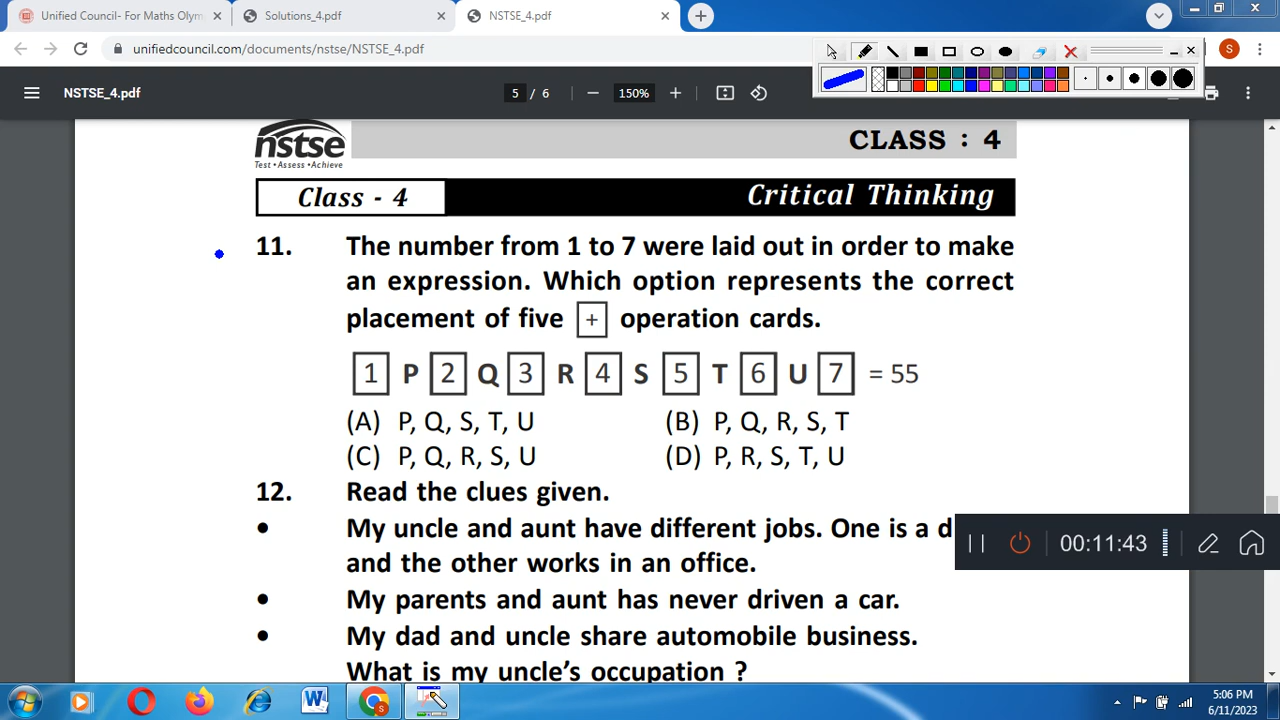 Unified Council- For Maths Olym
Solutions_4.pdf
NSTSE_4.pdf
unifiedcouncil.com/documents/nstse/NSTSE_4.pdf
S
NSTSE_4.pdf
5 / 6
150%
nstse
Test • Assess • Achieve
CLASS : 4
Class - 4
Critical Thinking
11. The number from 1 to 7 were laid out in order to make
an expression. Which option represents the correct
placement of five + operation cards.
1 P 2 Q 3 R 4 S 5 T 6 U 7 = 55
(A) P, Q, S, T, U (B) P, Q, R, S, T
(C) P, Q, R, S, U (D) P, R, S, T, U
12. Read the clues given.
• My uncle and aunt have different jobs. One is a d
and the other works in an office.
00:11:43
• My parents and aunt has never driven a car.
• My dad and uncle share automobile business.
What is my uncle's occupation ?
5:06 PM
6/11/2023